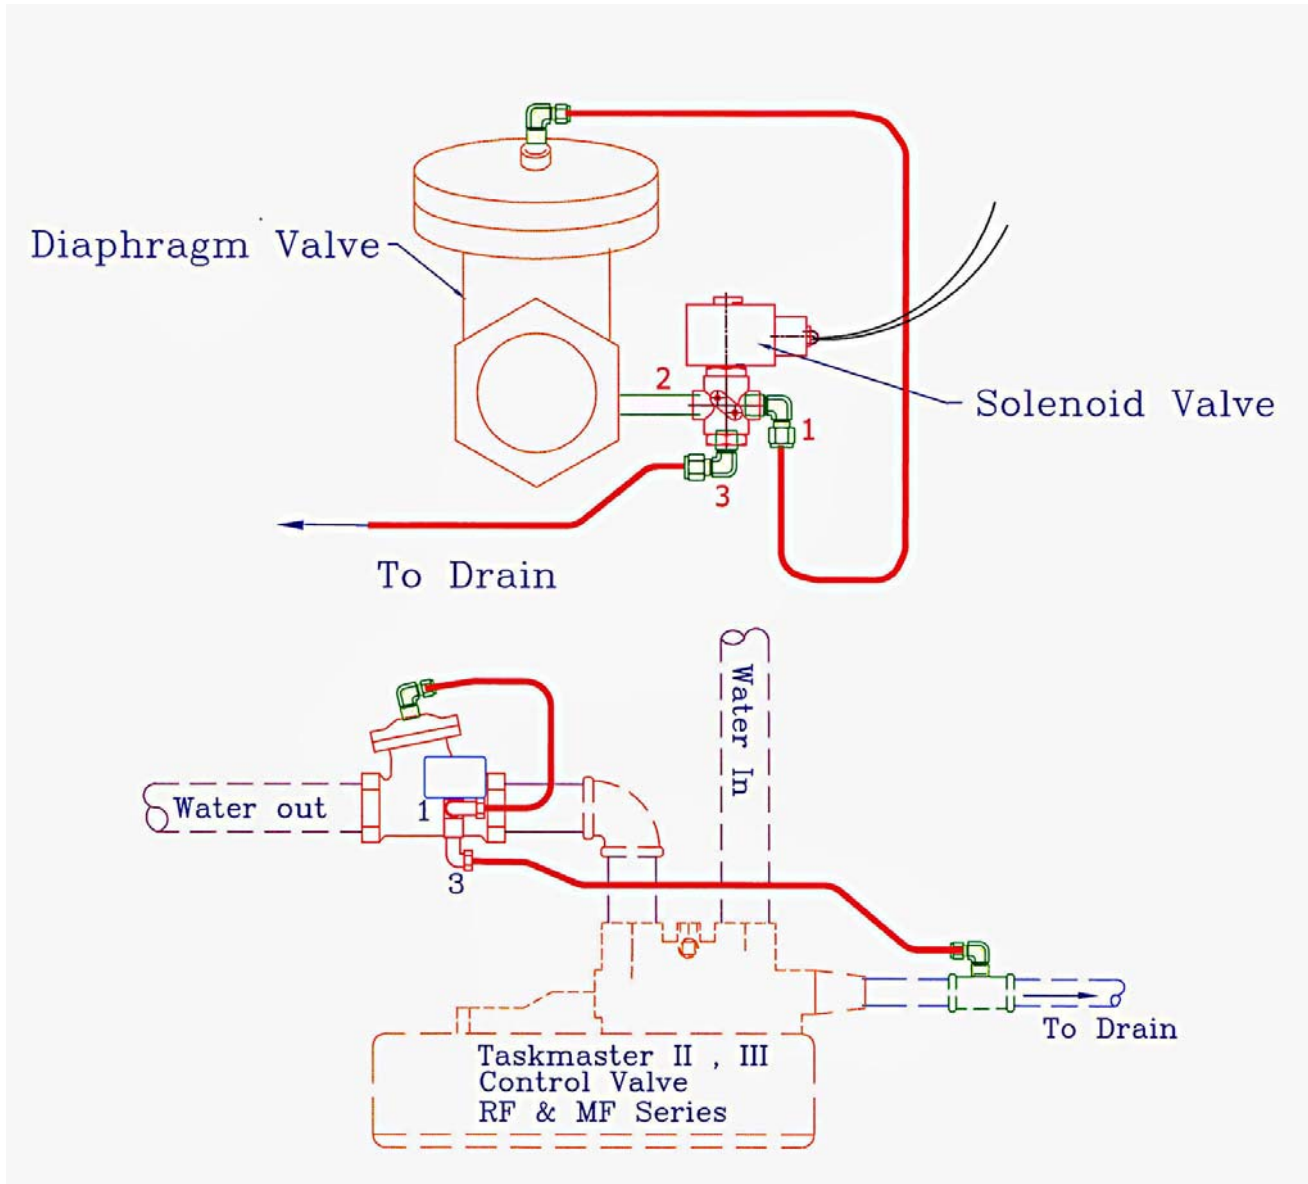 Diaphragm Valve
2
Solenoid Valve
1
3
To Drain
Water In
Water out
1
3
To Drain
Taskmaster II , III
Control Valve
RF & MF Series